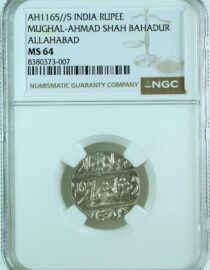 AH1165//5 INDIA RUPEE
MUGHAL-AHMAD SHAH BAHADUR
ALLAHABAD
MS 64
8380373-007
NGC
NUMISMATIC GUARANTY COMPANY